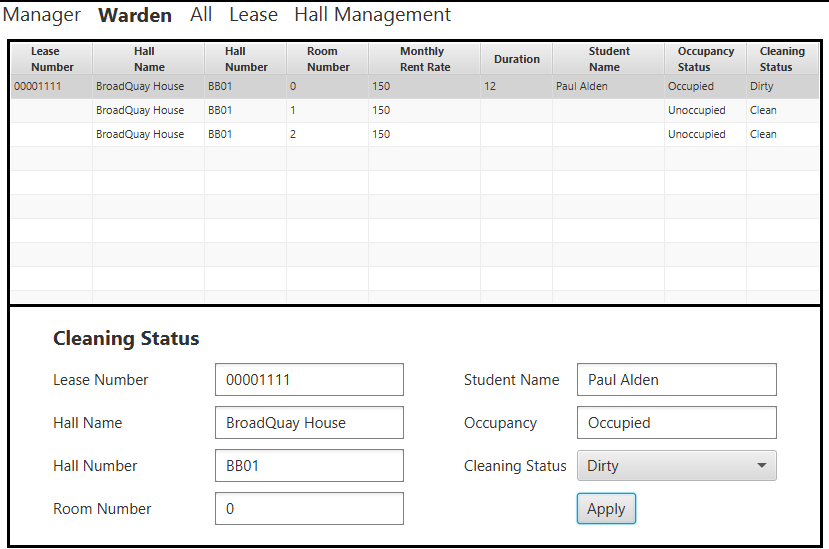 Manager Warden All Lease Hall Management
Lease Number Hall Name Hall Number Room Number Monthly Rent Rate Duration Student Name Occupancy Status Cleaning Status
00001111 BroadQuay House BB01 0 150 12 Paul Alden Occupied Dirty
BroadQuay House BB01 1 150 Unoccupied Clean
BroadQuay House BB01 2 150 Unoccupied Clean
Cleaning Status
Lease Number 00001111 Student Name Paul Alden
Hall Name BroadQuay House Occupancy Occupied
Hall Number BB01 Cleaning Status Dirty
Room Number 0 Apply